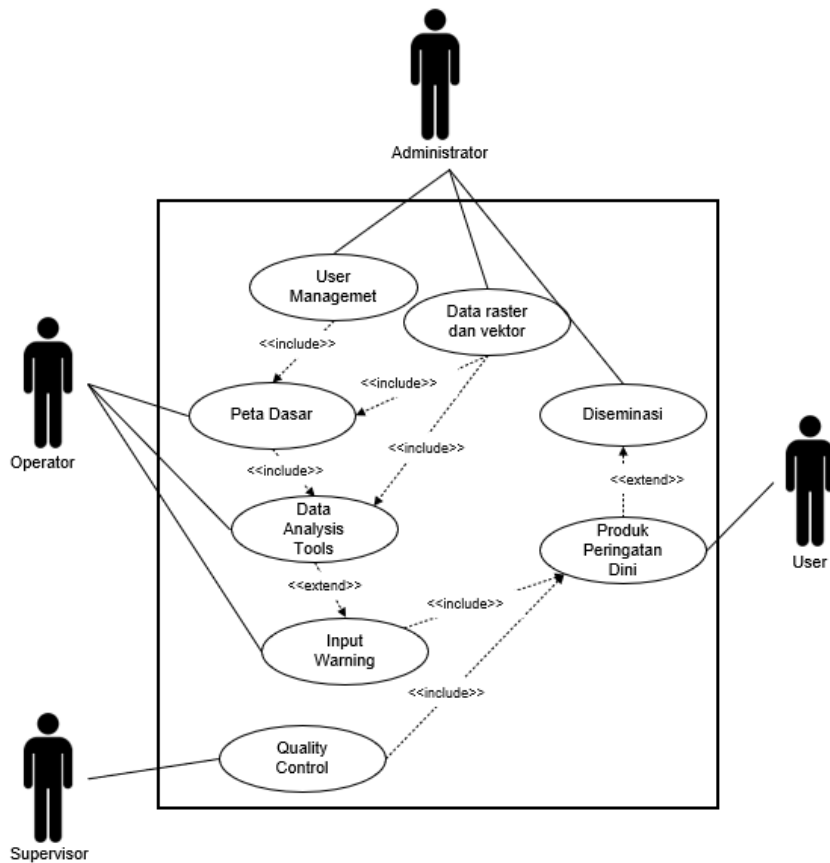 Administrator
User
Managemet
Data raster
dan vektor
<<include>>
<<include>>
Operator
Peta Dasar
Diseminasi
<<include>>
<<include>>
<<extend>>
Data
Analysis
Tools
Produk
Peringatan
Dini
User
<<extend>>
<<include>>
Input
Warning
<<include>>
Quality
Control
Supervisor